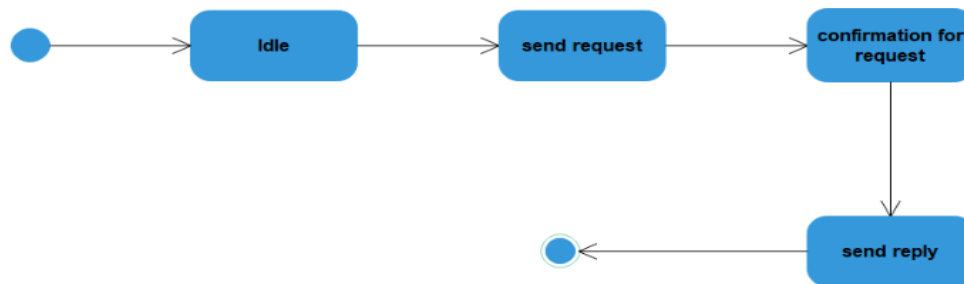 Idle
send request
confirmation for
request
send reply